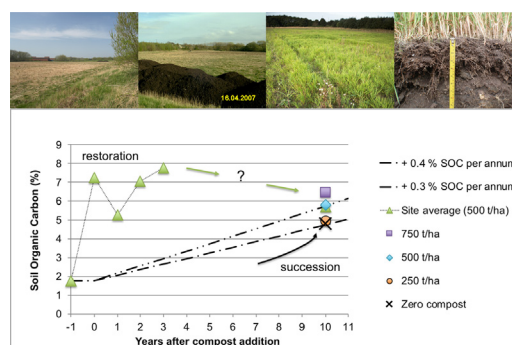 16.04.2007
restoration
?
succession
Soil Organic Carbon (%)
9
8
7
6
5
4
3
2
1
0
-1 0 1 2 3 4 5 6 7 8 9 10 11
Years after compost addition
+ 0.4 % SOC per annum
+ 0.3 % SOC per annum
Site average (500 t/ha)
750 t/ha
500 t/ha
250 t/ha
Zero compost